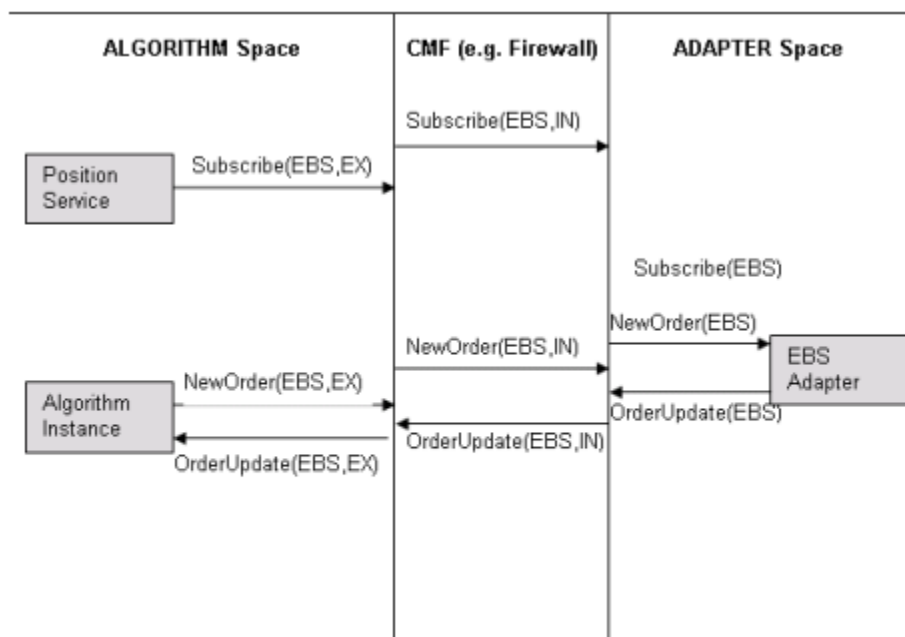 ALGORITHM Space
CMF (e.g. Firewall)
ADAPTER Space
Subscribe(EBS,IN)
Subscribe(EBS,EX)
Position
Service
Subscribe(EBS)
NewOrder(EBS)
NewOrder(EBS,IN)
EBS
Adapter
NewOrder(EBS,EX)
Algorithm
Instance
OrderUpdate(EBS)
OrderUpdate(EBS,IN)
OrderUpdate(EBS,EX)